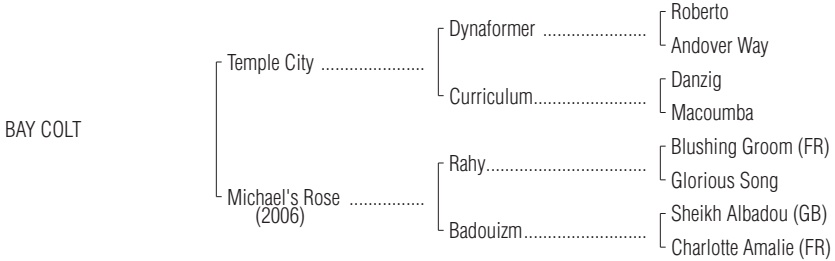 Roberto
Dynaformer ......................
Andover Way
Temple City ......................
Danzig
Curriculum........................
Macoumba
BAY COLT
Blushing Groom (FR)
Rahy..................................
Glorious Song
Michael's Rose ................
(2006)
Sheikh Albadou (GB)
Badouizm..........................
Charlotte Amalie (FR)